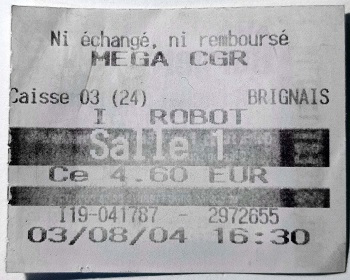 Ni échangé, ni remboursé
MEGA CGR
Caisse 03 (24) BRIGNAIS
I ROBOT
Salle 1
Ce 4.60 EUR
I19-041787 - 2972655
03/08/04 16:30